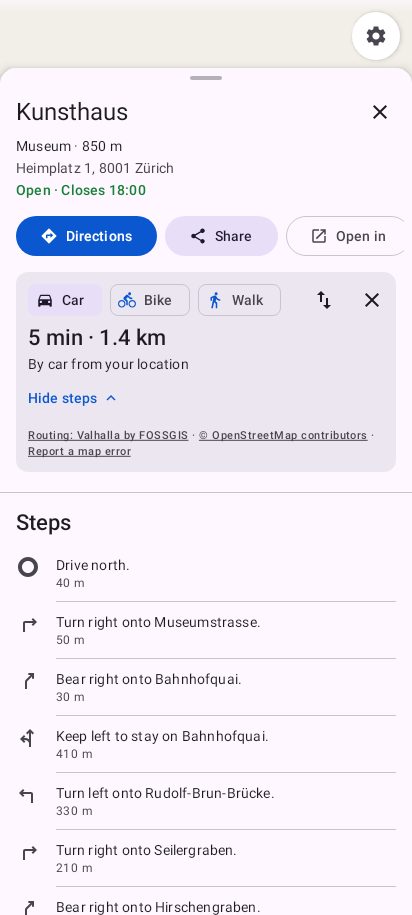 Kunsthaus
Museum · 850 m
Heimplatz 1, 8001 Zürich
Open · Closes 18:00
Directions
Share
Open in
Car
Bike
Walk
5 min · 1.4 km
By car from your location
Hide steps
Routing: Valhalla by FOSSGIS · © OpenStreetMap contributors ·
Report a map error
Steps
Drive north.
40 m
Turn right onto Museumstrasse.
50 m
Bear right onto Bahnhofquai.
30 m
Keep left to stay on Bahnhofquai.
410 m
Turn left onto Rudolf-Brun-Brücke.
330 m
Turn right onto Seilergraben.
210 m
Bear right onto Hirschengraben.